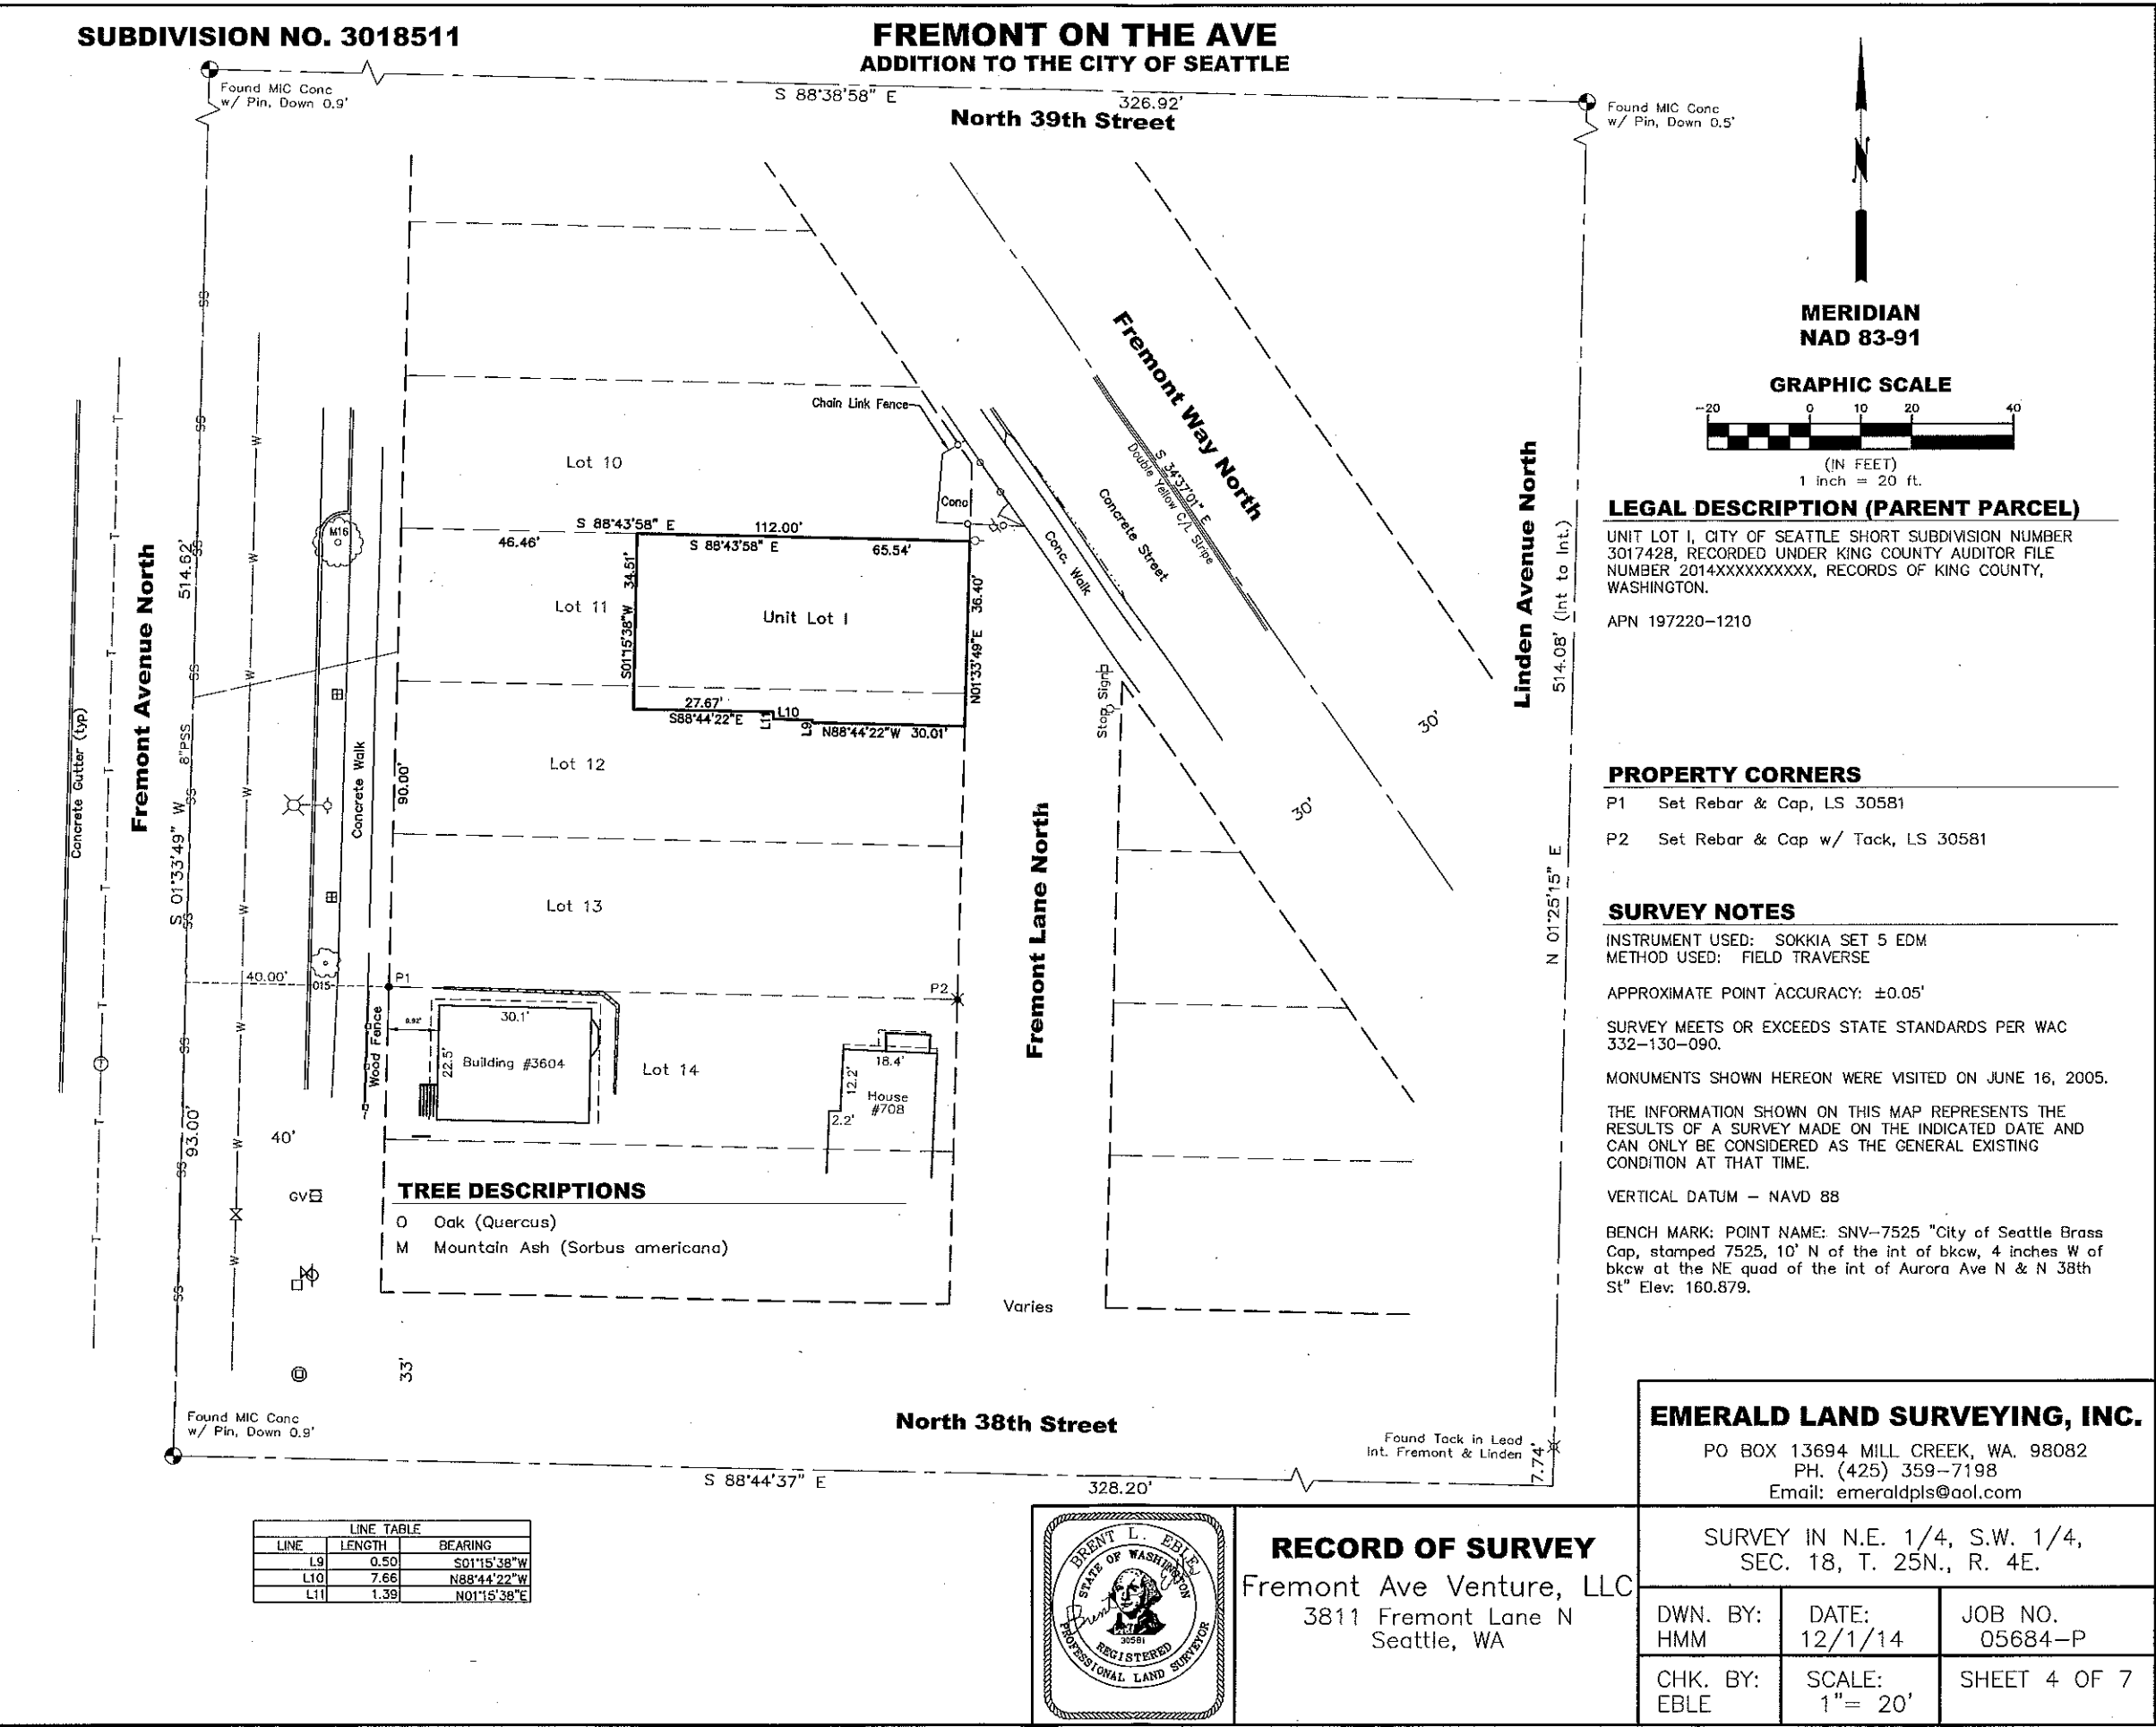 SUBDIVISION NO. 3018511
FREMONT ON THE AVE
ADDITION TO THE CITY OF SEATTLE
Found MIC Conc
w/ Pin, Down 0.9'
S 88°38'58" E
326.92'
North 39th Street
Found MIC Conc
w/ Pin, Down 0.5'
N
MERIDIAN
NAD 83-91
GRAPHIC SCALE
-20 0 10 20 40
(IN FEET)
1 inch = 20 ft.
LEGAL DESCRIPTION (PARENT PARCEL)
UNIT LOT I, CITY OF SEATTLE SHORT SUBDIVISION NUMBER
3017428, RECORDED UNDER KING COUNTY AUDITOR FILE
NUMBER 2014XXXXXXXXXX, RECORDS OF KING COUNTY,
WASHINGTON.
APN 197220-1210
PROPERTY CORNERS
P1 Set Rebar & Cap, LS 30581
P2 Set Rebar & Cap w/ Tack, LS 30581
SURVEY NOTES
INSTRUMENT USED: SOKKIA SET 5 EDM
METHOD USED: FIELD TRAVERSE
APPROXIMATE POINT ACCURACY: ±0.05'
SURVEY MEETS OR EXCEEDS STATE STANDARDS PER WAC
332-130-090.
MONUMENTS SHOWN HEREON WERE VISITED ON JUNE 16, 2005.
THE INFORMATION SHOWN ON THIS MAP REPRESENTS THE
RESULTS OF A SURVEY MADE ON THE INDICATED DATE AND
CAN ONLY BE CONSIDERED AS THE GENERAL EXISTING
CONDITION AT THAT TIME.
VERTICAL DATUM - NAVD 88
BENCH MARK: POINT NAME: SNV-7525 "City of Seattle Brass
Cap, stamped 7525, 10' N of the int of bkcw, 4 inches W of
bkcw at the NE quad of the int of Aurora Ave N & N 38th
St" Elev: 160.879.
Chain Link Fence
Fremont Way North
S 34°37'01" E
Double Yellow C/L Stripe
Concrete Street
Conc. Walk
Conc
Linden Avenue North
514.08' (Int to Int.)
N 01°25'15" E
30'
30'
Lot 10
S 88°43'58" E 112.00'
46.46'
S 88°43'58" E 65.54'
M16
514.62'
Fremont Avenue North
S 01°33'49" W
8"PSS
Concrete Gutter (typ)
Concrete Walk
Lot 11
S01°15'38"W 34.51'
Unit Lot I
N01°33'49"E 36.40'
27.67'
S88°44'22"E
L11
L10
L9
N88°44'22"W 30.01'
Stop Sign
Lot 12
90.00'
Lot 13
Fremont Lane North
40.00'
O15
P1
P2
Wood Fence
0.92'
30.1'
22.5'
Building #3604
Lot 14
18.4'
12.2'
House
#708
2.2'
93.00'
40'
GV
TREE DESCRIPTIONS
O Oak (Quercus)
M Mountain Ash (Sorbus americana)
Varies
33'
Found MIC Conc
w/ Pin, Down 0.9'
North 38th Street
Found Tack in Lead
Int. Fremont & Linden
7.74'
S 88°44'37" E
328.20'
LINE TABLE
LINE LENGTH BEARING
L9 0.50 S01°15'38"W
L10 7.66 N88°44'22"W
L11 1.39 N01°15'38"E
BRENT L. EBLE
STATE OF WASHINGTON
30581
REGISTERED
PROFESSIONAL LAND SURVEYOR
RECORD OF SURVEY
Fremont Ave Venture, LLC
3811 Fremont Lane N
Seattle, WA
EMERALD LAND SURVEYING, INC.
PO BOX 13694 MILL CREEK, WA. 98082
PH. (425) 359-7198
Email: emeraldpls@aol.com
SURVEY IN N.E. 1/4, S.W. 1/4,
SEC. 18, T. 25N., R. 4E.
DWN. BY:
HMM
DATE:
12/1/14
JOB NO.
05684-P
CHK. BY:
EBLE
SCALE:
1"= 20'
SHEET 4 OF 7